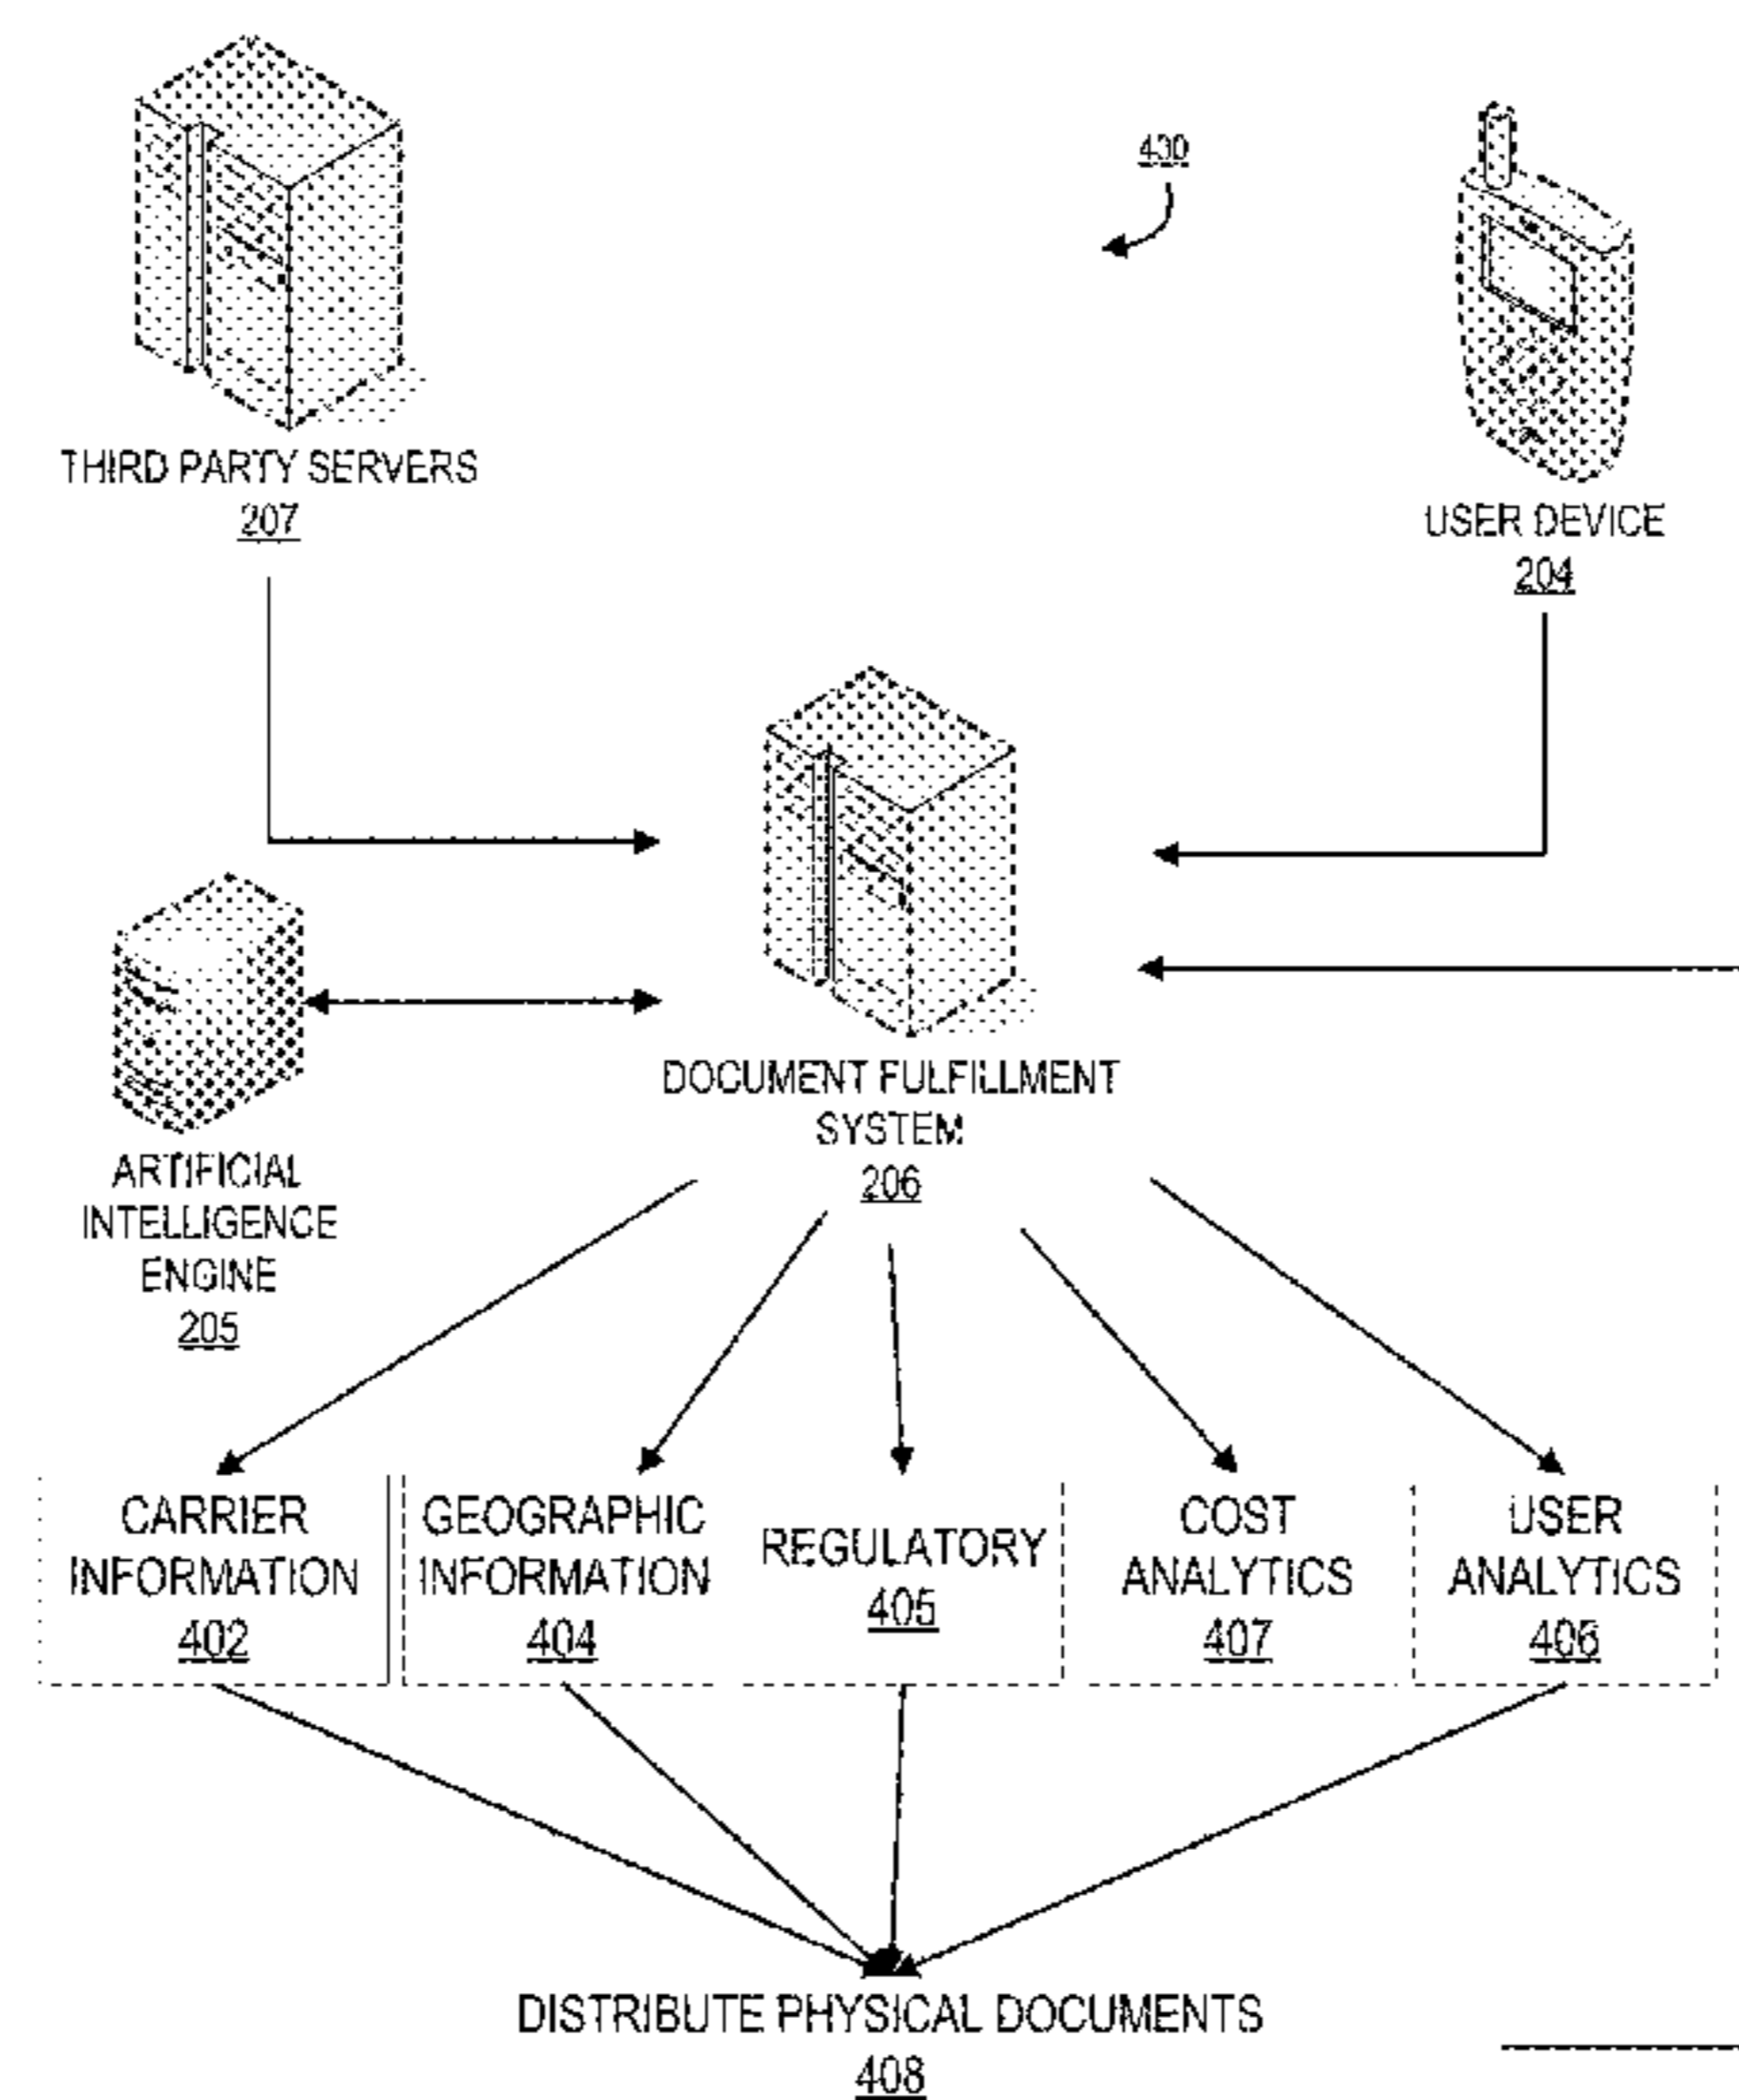 430
THIRD PARTY SERVERS
207
USER DEVICE
204
DOCUMENT FULFILLMENT
SYSTEM
206
ARTIFICIAL
INTELLIGENCE
ENGINE
205
CARRIER
INFORMATION
402
GEOGRAPHIC
INFORMATION
404
REGULATORY
405
COST
ANALYTICS
407
USER
ANALYTICS
406
DISTRIBUTE PHYSICAL DOCUMENTS
408